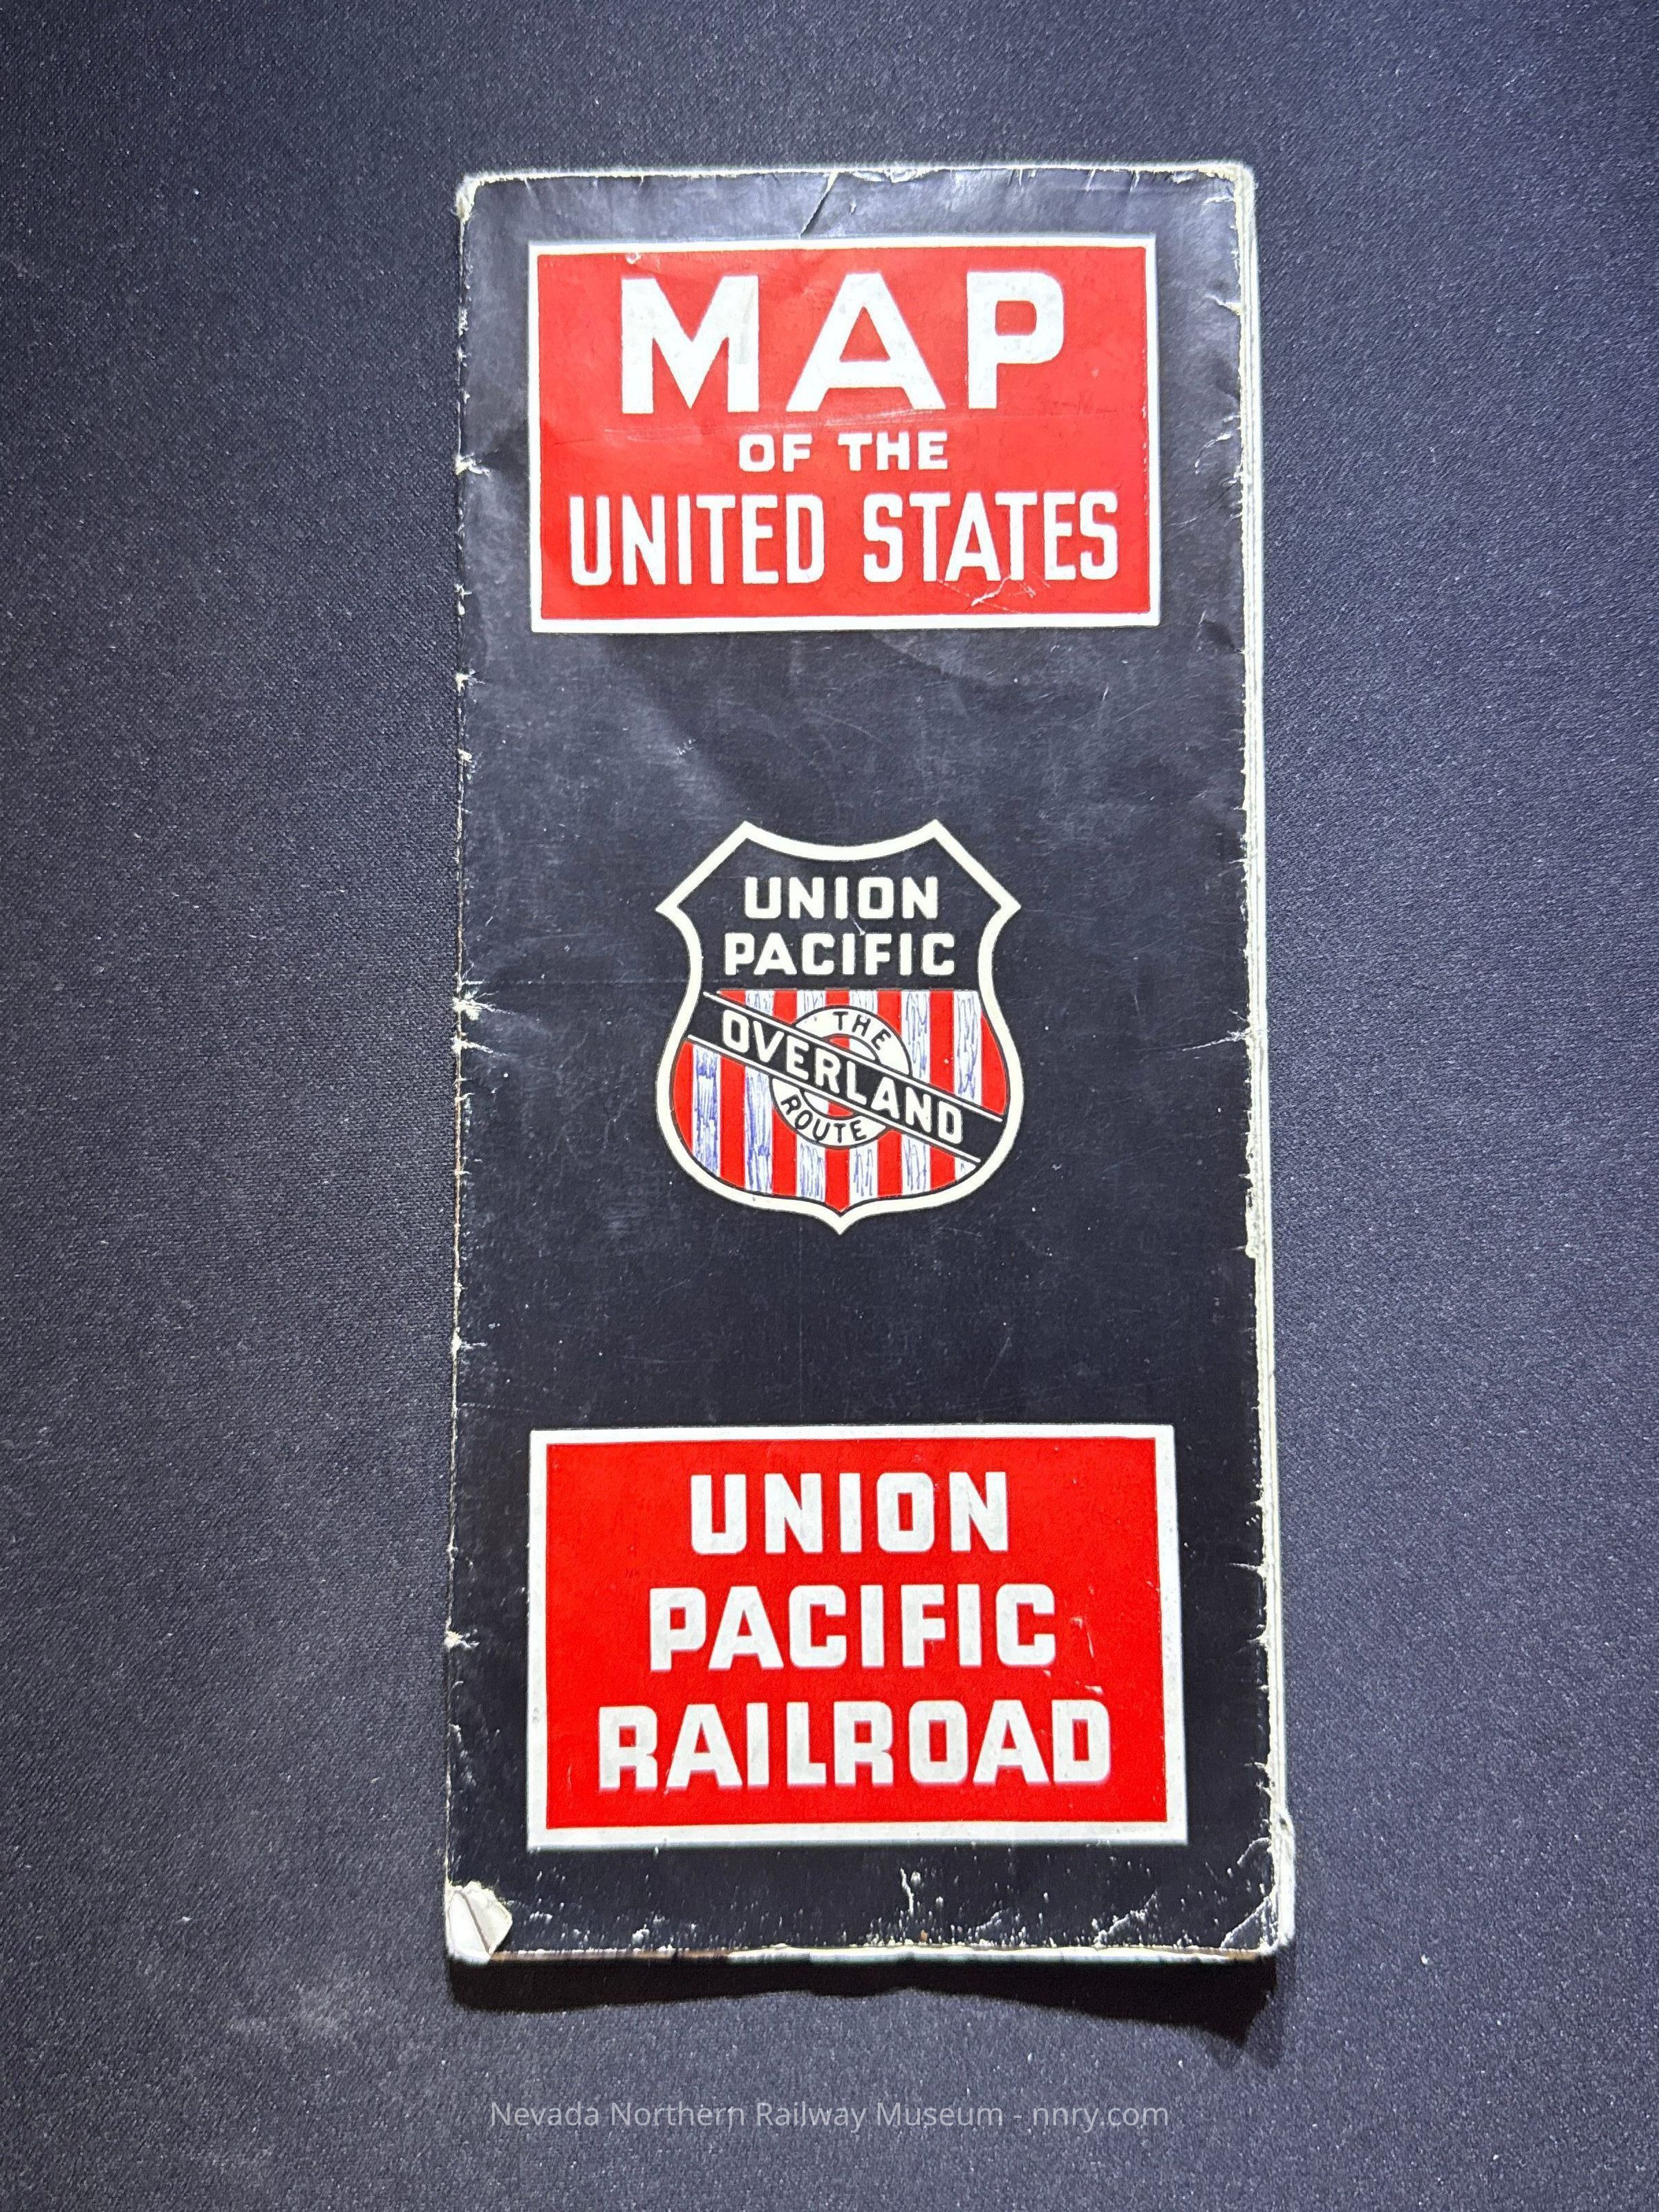 MAP
OF THE
UNITED STATES
UNION
PACIFIC
THE
OVERLAND
ROUTE
UNION
PACIFIC
RAILROAD
Nevada Northern Railway Museum - nnry.com